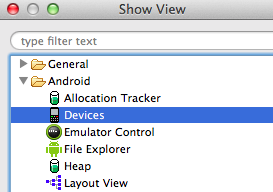 Show View
type filter text
General
Android
Allocation Tracker
Devices
Emulator Control
File Explorer
Heap
Layout View